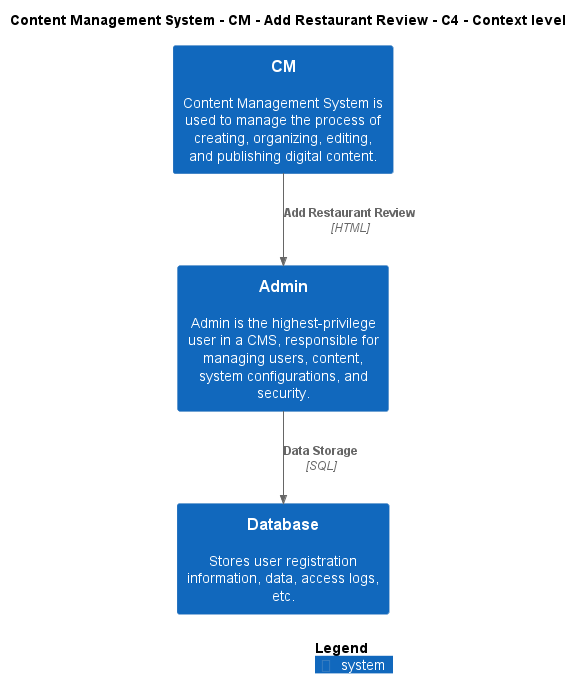 Content Management System - CM - Add Restaurant Review - C4 - Context level
CM
Content Management System is
used to manage the process of
creating, organizing, editing,
and publishing digital content.
Add Restaurant Review
[HTML]
Admin
Admin is the highest-privilege
user in a CMS, responsible for
managing users, content,
system configurations, and
security.
Data Storage
[SQL]
Database
Stores user registration
information, data, access logs,
etc.
Legend
system